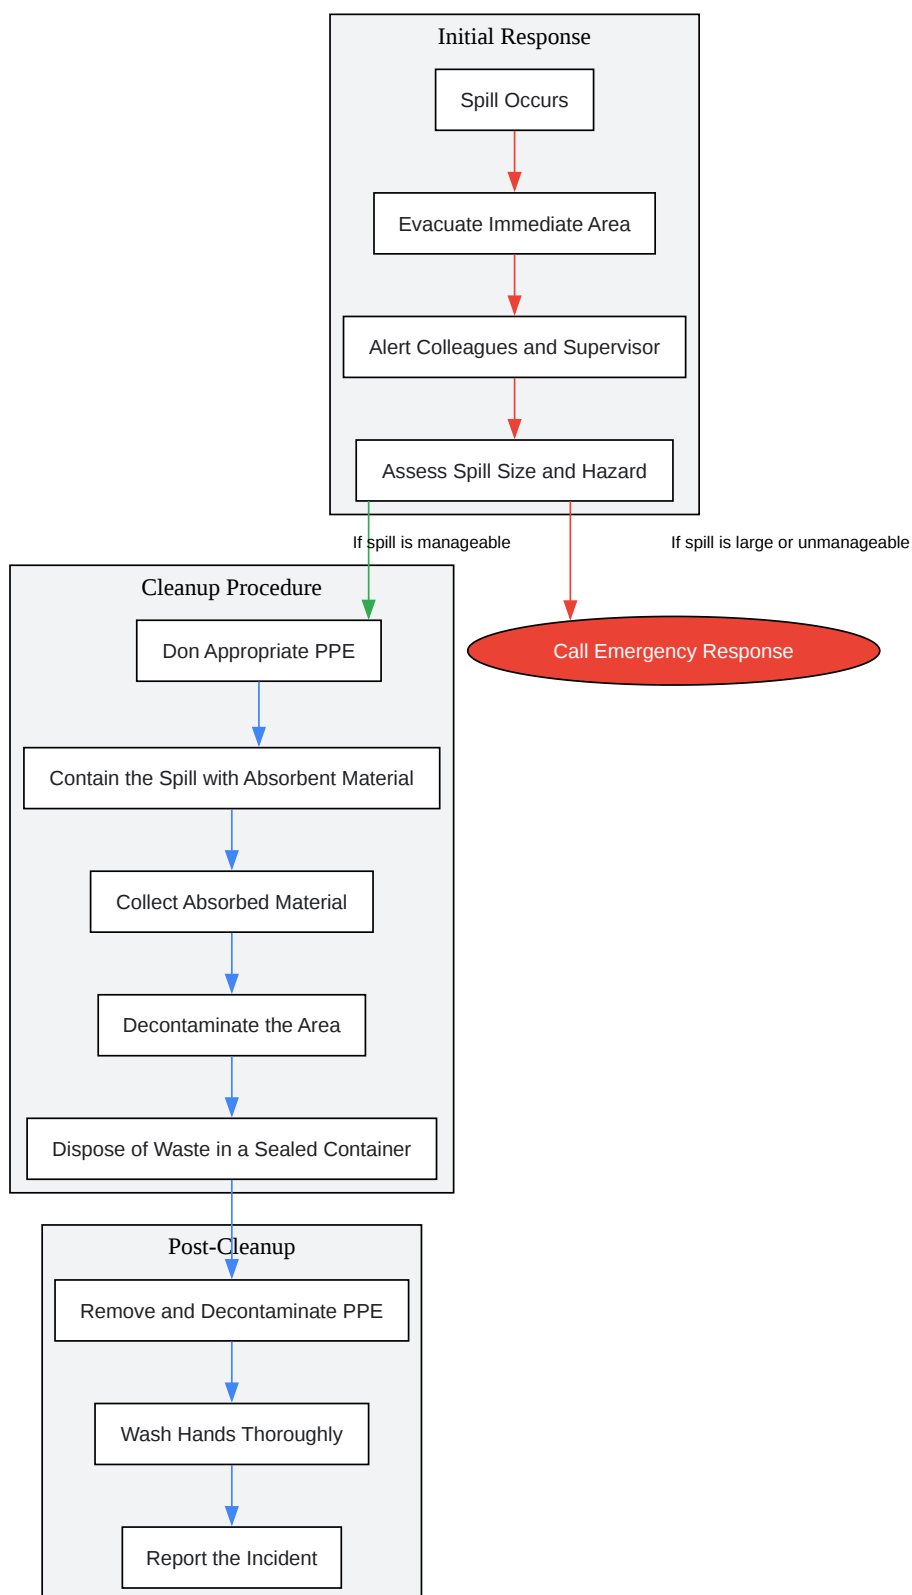 Initial Response
Spill Occurs
Evacuate Immediate Area
Alert Colleagues and Supervisor
Assess Spill Size and Hazard
If spill is manageable
If spill is large or unmanageable
Cleanup Procedure
Don Appropriate PPE
Call Emergency Response
Contain the Spill with Absorbent Material
Collect Absorbed Material
Decontaminate the Area
Dispose of Waste in a Sealed Container
Post-Cleanup
Remove and Decontaminate PPE
Wash Hands Thoroughly
Report the Incident